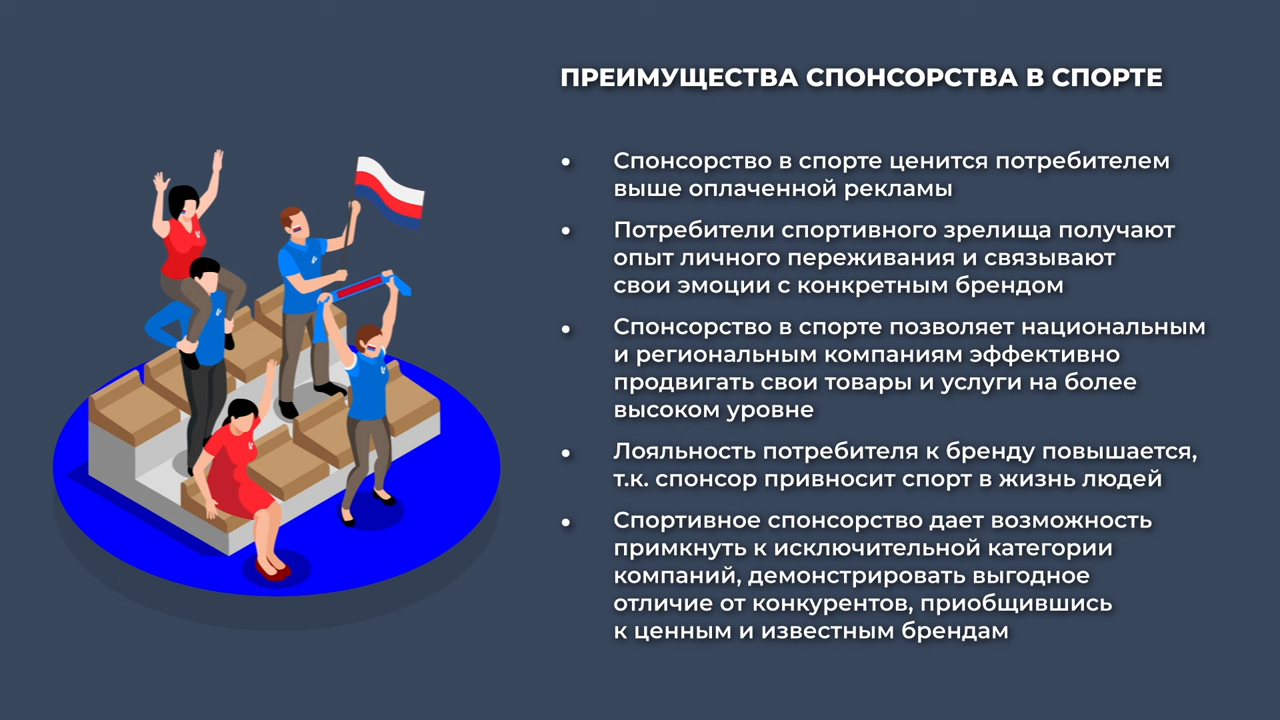 ПРЕИМУЩЕСТВА СПОНСОРСТВА В СПОРТЕ
• Спонсорство в спорте ценится потребителем
выше оплаченной рекламы
• Потребители спортивного зрелища получают
опыт личного переживания и связывают
свои эмоции с конкретным брендом
• Спонсорство в спорте позволяет национальным
и региональным компаниям эффективно
продвигать свои товары и услуги на более
высоком уровне
• Лояльность потребителя к бренду повышается,
т.к. спонсор привносит спорт в жизнь людей
• Спортивное спонсорство дает возможность
примкнуть к исключительной категории
компаний, демонстрировать выгодное
отличие от конкурентов, приобщившись
к ценным и известным брендам